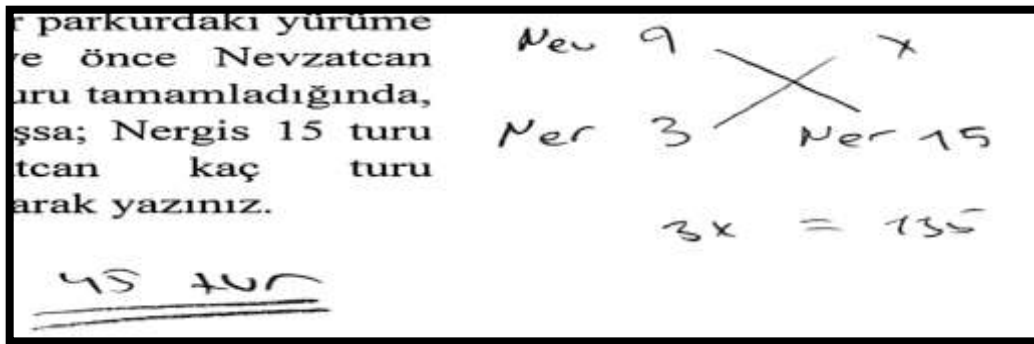 r parkurdaki yürüme
ve önce Nevzatcan
uru tamamladığında,
şsa; Nergis 15 turu
tcan kaç turu
arak yazınız.
45 tur
Nev 9 x
Ner 3 Ner 15
3x = 135